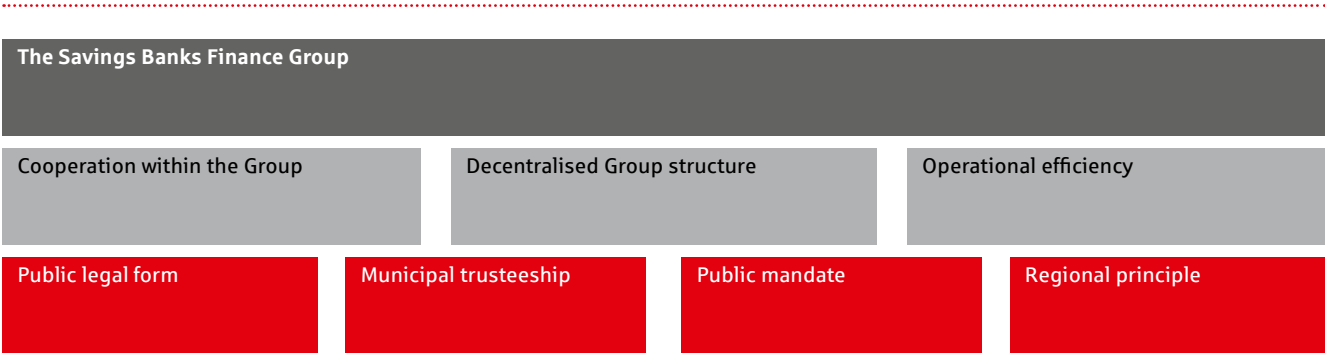 The Savings Banks Finance Group
Cooperation within the Group
Decentralised Group structure
Operational efficiency
Public legal form
Municipal trusteeship
Public mandate
Regional principle